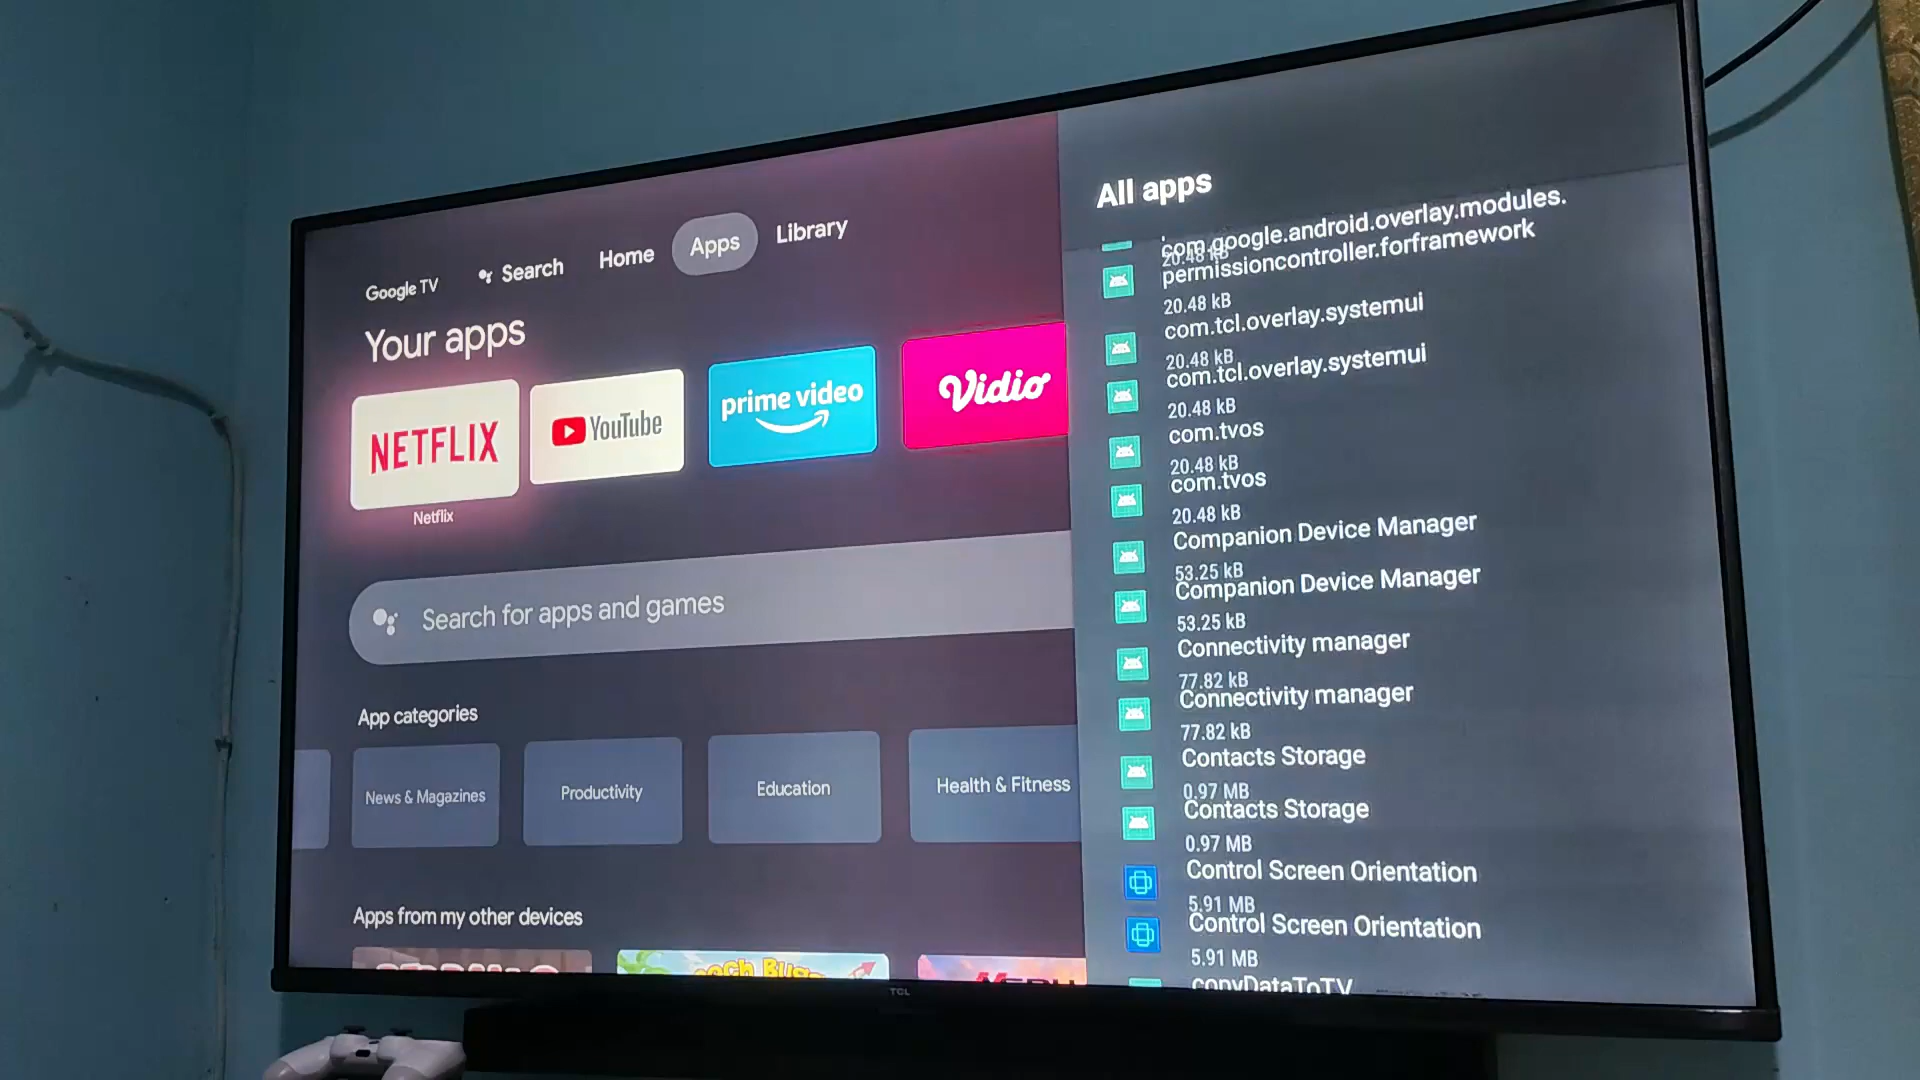 Google TV
Search
Home
Apps
Library
Your apps
NETFLIX
YouTube
prime video
Vidio
Netflix
Search for apps and games
App categories
News & Magazines
Productivity
Education
Health & Fitness
Apps from my other devices
TCL
All apps
com.google.android.overlay.modules.
20.48 kB
permissioncontroller.forframework
20.48 kB
com.tcl.overlay.systemui
20.48 kB
com.tcl.overlay.systemui
20.48 kB
com.tvos
20.48 kB
com.tvos
20.48 kB
Companion Device Manager
53.25 kB
Companion Device Manager
53.25 kB
Connectivity manager
77.82 kB
Connectivity manager
77.82 kB
Contacts Storage
0.97 MB
Contacts Storage
0.97 MB
Control Screen Orientation
5.91 MB
Control Screen Orientation
5.91 MB
copyDataToTV